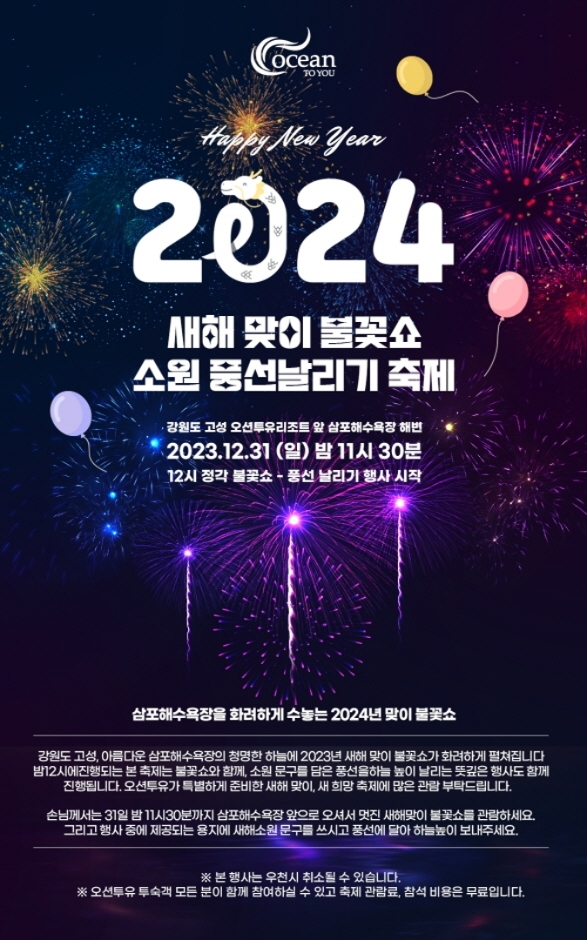 ocean
TO YOU
Happy New Year
2024
새해 맞이 불꽃쇼
소원 풍선날리기 축제
강원도 고성 오션투유리조트 앞 삼포해수욕장 해변
2023.12.31 (일) 밤 11시 30분
12시 정각 불꽃쇼 - 풍선 날리기 행사 시작
삼포해수욕장을 화려하게 수놓는 2024년 맞이 불꽃쇼
강원도 고성, 아름다운 삼포해수욕장의 청명한 하늘에 2023년 새해 맞이 불꽃쇼가 화려하게 펼쳐집니다
밤12시에진행되는 본 축제는 불꽃쇼와 함께, 소원 문구를 담은 풍선을하늘 높이 날리는 뜻깊은 행사도 함께
진행됩니다. 오션투유가 특별하게 준비한 새해 맞이, 새 희망 축제에 많은 관람 부탁드립니다.
손님께서는 31일 밤 11시30분까지 삼포해수욕장 앞으로 오셔서 멋진 새해맞이 불꽃쇼를 관람하세요.
그리고 행사 중에 제공되는 용지에 새해소원 문구를 쓰시고 풍선에 달아 하늘높이 보내주세요.
※ 본 행사는 우천시 취소될 수 있습니다.
※ 오션투유 투숙객 모든 분이 함께 참여하실 수 있고 축제 관람료, 참석 비용은 무료입니다.